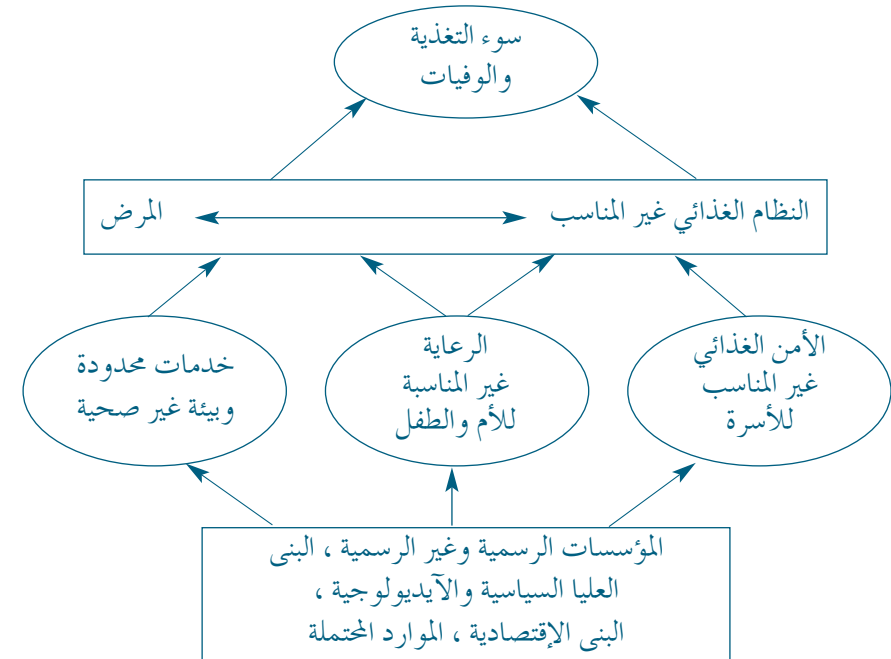 سوء التغذية
والوفيات
النظام الغذائي غير المناسب
المرض
الأمن الغذائي
غير المناسب
للأسرة
الرعاية
غير المناسبة
للأم والطفل
خدمات محدودة
وبيئة غير صحية
المؤسسات الرسمية وغير الرسمية ، البنى
العليا السياسية والآيديولوجية ،
البنى الإقتصادية ، الموارد المحتملة